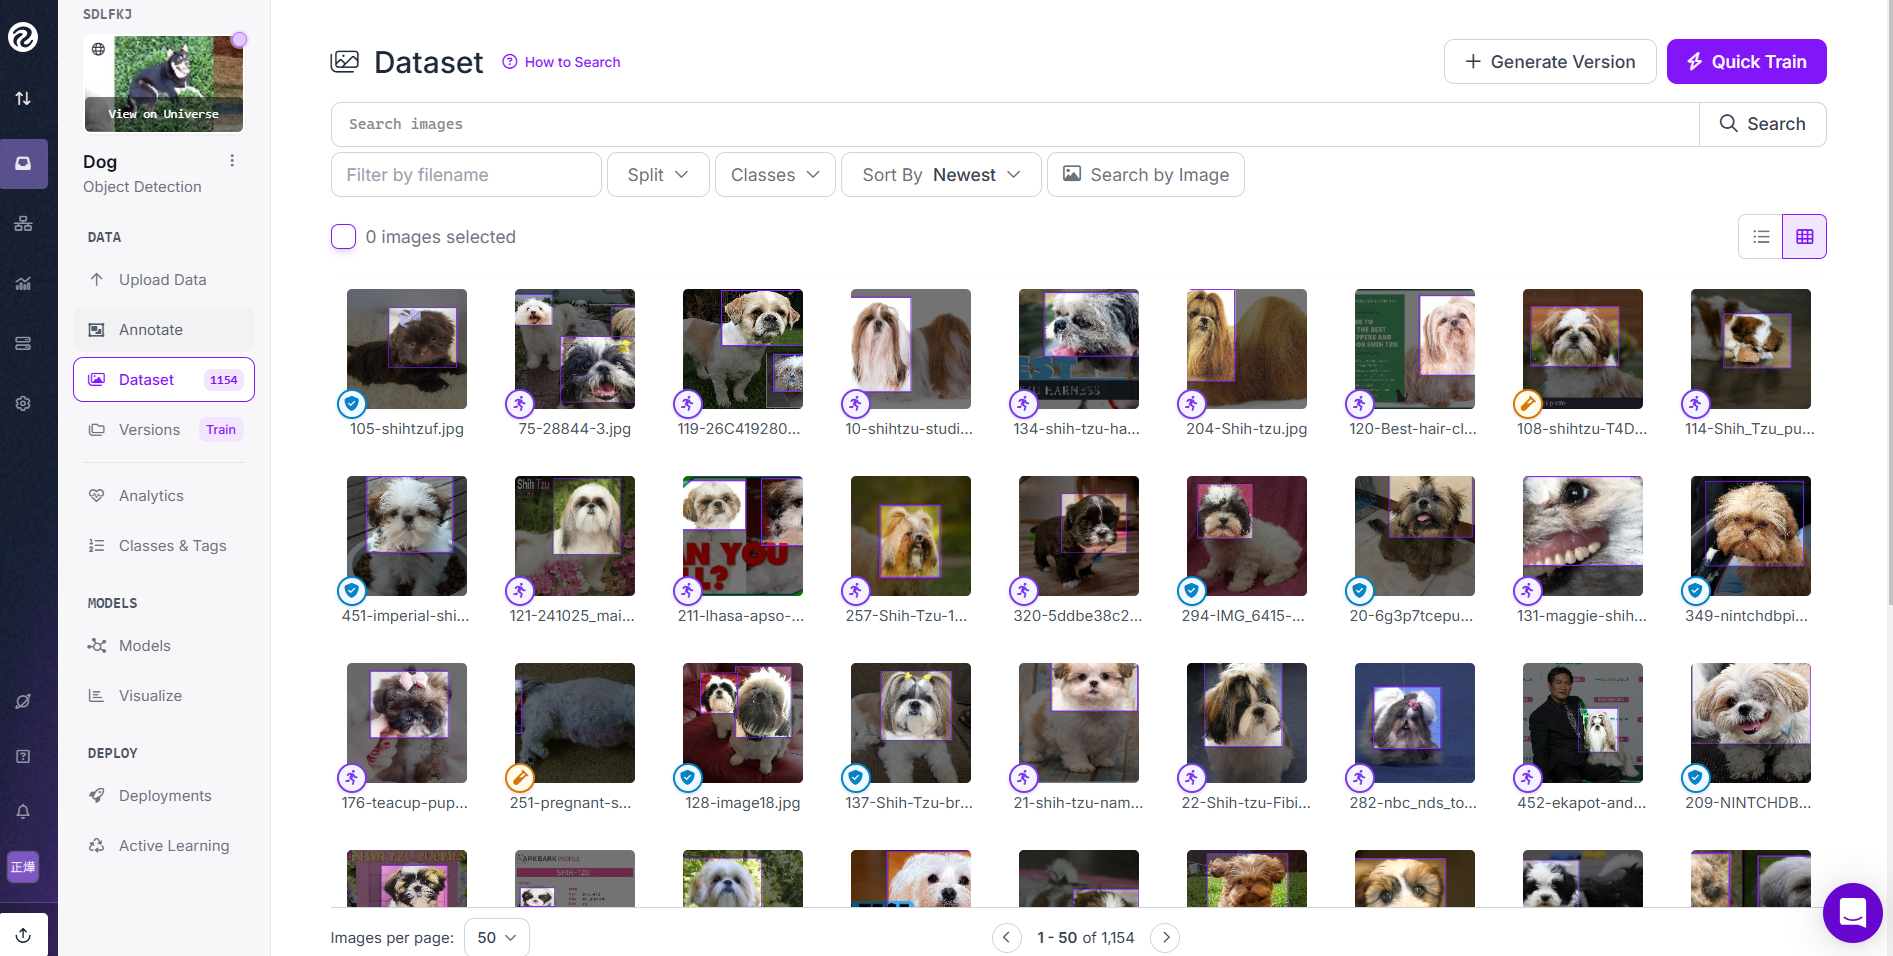 SDLFKJ
View on Universe
Dog
Object Detection
DATA
Upload Data
Annotate
Dataset 1154
Versions Train
Analytics
Classes & Tags
MODELS
Models
Visualize
DEPLOY
Deployments
Active Learning
正燁
Dataset
How to Search
Generate Version
Quick Train
Search images
Search
Filter by filename
Split
Classes
Sort By Newest
Search by Image
0 images selected
105-shihtzuf.jpg
75-28844-3.jpg
119-26C419280...
10-shihtzu-studi...
134-shih-tzu-ha...
204-Shih-tzu.jpg
120-Best-hair-cl...
108-shihtzu-T4D...
114-Shih_Tzu_pu...
451-imperial-shi...
121-241025_mai...
211-lhasa-apso-...
257-Shih-Tzu-1...
320-5ddbe38c2...
294-IMG_6415-...
20-6g3p7tcepu...
131-maggie-shih...
349-nintchdbpi...
176-teacup-pup...
251-pregnant-s...
128-image18.jpg
137-Shih-Tzu-br...
21-shih-tzu-nam...
22-Shih-tzu-Fibi...
282-nbc_nds_to...
452-ekapot-and...
209-NINTCHDB...
SHIH-TZU
Images per page: 50
1 - 50 of 1,154